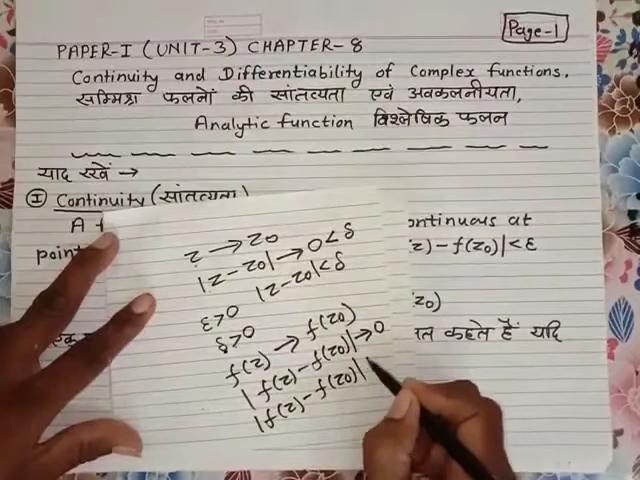 Page-1
PAPER-I (UNIT-3) CHAPTER-8
Continuity and Differentiability of Complex functions.
सम्मिश्र फलनों की सांतत्यता एवं अवकलनीयता,
Analytic function विश्लेषिक फलन
याद रखें →
I Continuity (सांतत्यता)
A ontinuous at
point z) - f(z0)| < ε
z0)
कहते हैं यदि
z → z0
|z - z0| → 0 < δ
|z - z0| < δ
ε > 0
δ > 0
f(z) → f(z0)
|f(z) - f(z0)| → 0
|f(z) - f(z0)|